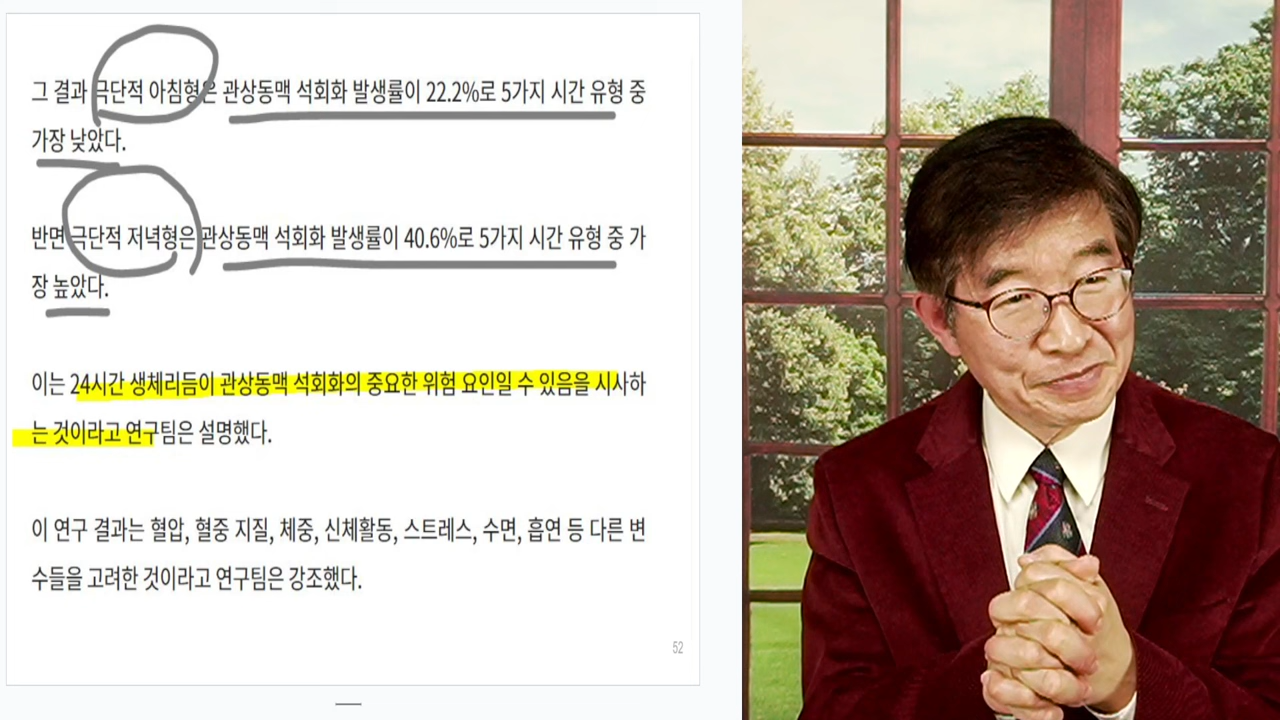 그 결과 극단적 아침형은 관상동맥 석회화 발생률이 22.2%로 5가지 시간 유형 중
가장 낮았다.
반면 극단적 저녁형은 관상동맥 석회화 발생률이 40.6%로 5가지 시간 유형 중 가
장 높았다.
이는 24시간 생체리듬이 관상동맥 석회화의 중요한 위험 요인일 수 있음을 시사하
는 것이라고 연구팀은 설명했다.
이 연구 결과는 혈압, 혈중 지질, 체중, 신체활동, 스트레스, 수면, 흡연 등 다른 변
수들을 고려한 것이라고 연구팀은 강조했다.
52